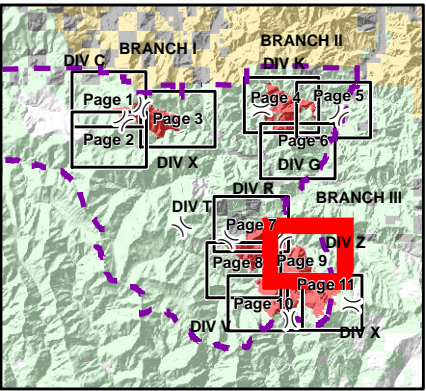 BRANCH I
BRANCH II
DIV C
DIV K
Page 1
Page 4
Page 5
Page 3
Page 2
Page 6
DIV X
DIV G
DIV R
BRANCH III
DIV T
Page 7
DIV Z
Page 8
Page 9
Page 11
Page 10
DIV V
DIV X